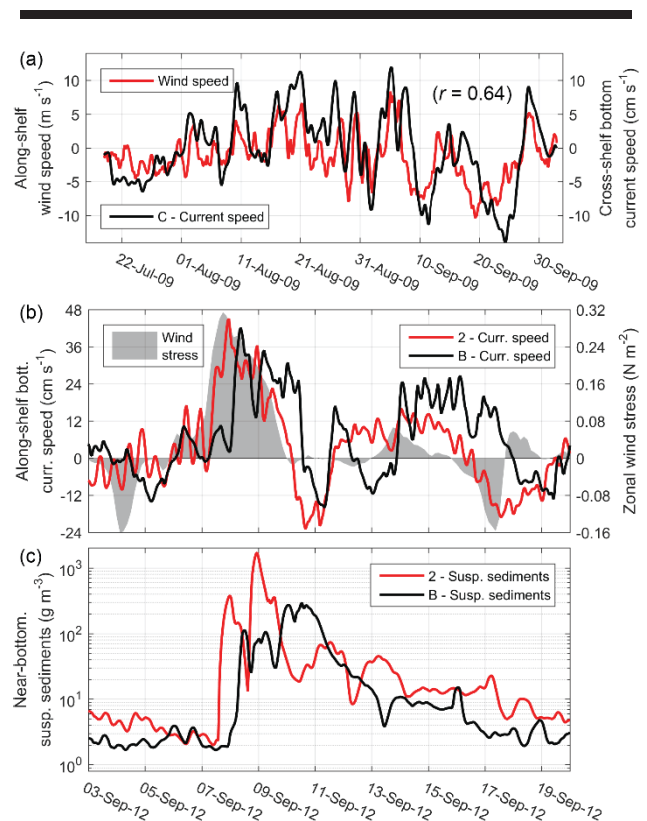 (a)
Wind speed
C - Current speed
(r = 0.64)
Along-shelf
wind speed (m s⁻¹)
10
5
0
-5
-10
Cross-shelf bottom
current speed (cm s⁻¹)
10
5
0
-5
-10
22-Jul-09
01-Aug-09
11-Aug-09
21-Aug-09
31-Aug-09
10-Sep-09
20-Sep-09
30-Sep-09
(b)
Wind
stress
2 - Curr. speed
B - Curr. speed
Along-shelf bott.
curr. speed (cm s⁻¹)
48
36
24
12
0
-12
-24
Zonal wind stress (N m⁻²)
0.32
0.24
0.16
0.08
0
-0.08
-0.16
(c)
2 - Susp. sediments
B - Susp. sediments
Near-bottom.
susp. sediments (g m⁻³)
10³
10²
10¹
10⁰
03-Sep-12
05-Sep-12
07-Sep-12
09-Sep-12
11-Sep-12
13-Sep-12
15-Sep-12
17-Sep-12
19-Sep-12